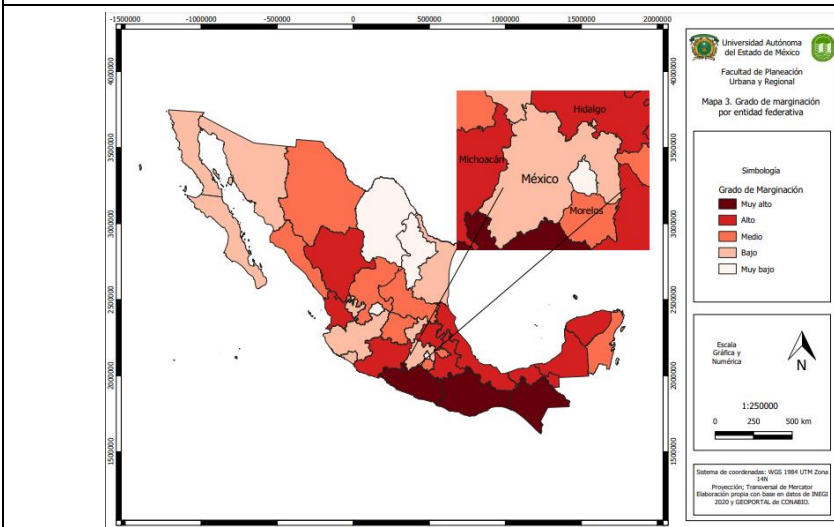 -1500000
-1000000
-500000
0
500000
1000000
1500000
2000000
4000000
4000000
3500000
3500000
3000000
3000000
2500000
2500000
2000000
2000000
1500000
1500000
Hidalgo
Michoacán
México
Morelos
Universidad Autónoma
del Estado de México
Facultad de Planeación
Urbana y Regional
Mapa 3. Grado de marginación
por entidad federativa
Simbología
Grado de Marginación
Muy alto
Alto
Medio
Bajo
Muy bajo
Escala
Gráfica y
Numérica
N
1:250000
0
250
500 km
Sistema de coordenadas: WGS 1984 UTM Zona
14N
Proyección; Transversal de Mercator
Elaboración propia con base en datos de INEGI
2020 y GEOPORTAL de CONABIO.